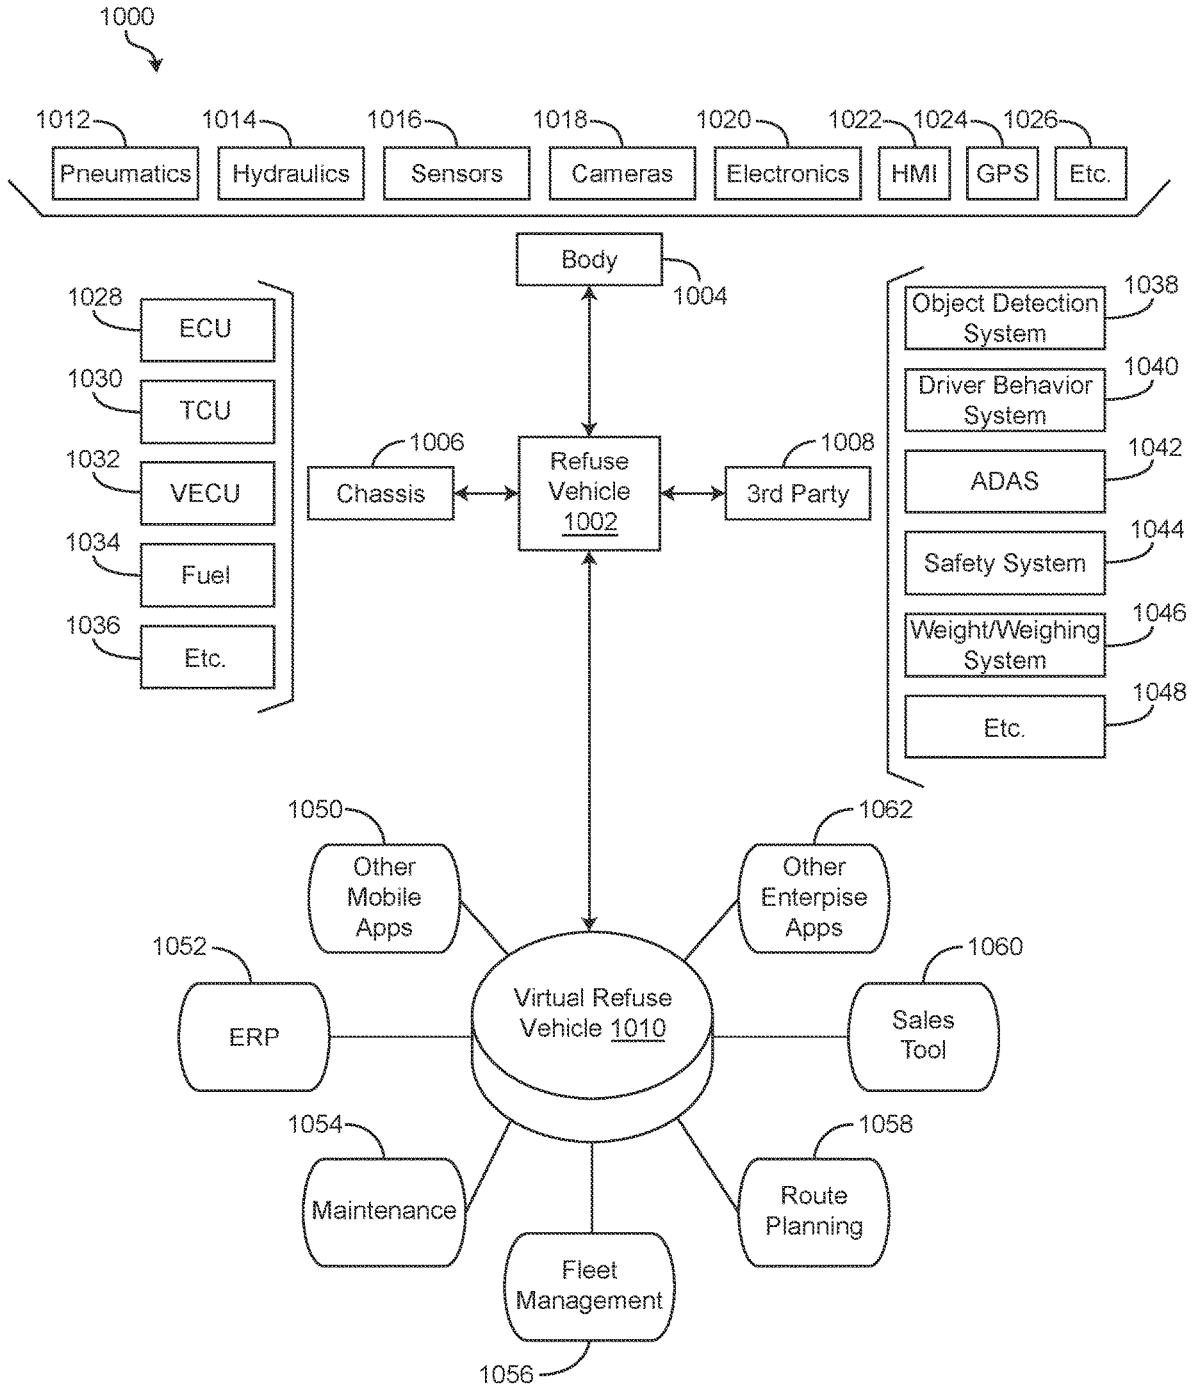 1000
1012
1014
1016
1018
1020
1022
1024
1026
Pneumatics
Hydraulics
Sensors
Cameras
Electronics
HMI
GPS
Etc.
Body
1004
1028
ECU
1030
TCU
1032
VECU
1034
Fuel
1036
Etc.
1006
Chassis
Refuse
Vehicle
1002
1008
3rd Party
1038
Object Detection
System
1040
Driver Behavior
System
1042
ADAS
1044
Safety System
1046
Weight/Weighing
System
1048
Etc.
1050
Other
Mobile
Apps
1062
Other
Enterpise
Apps
1052
ERP
Virtual Refuse
Vehicle 1010
1060
Sales
Tool
1054
Maintenance
1058
Route
Planning
Fleet
Management
1056